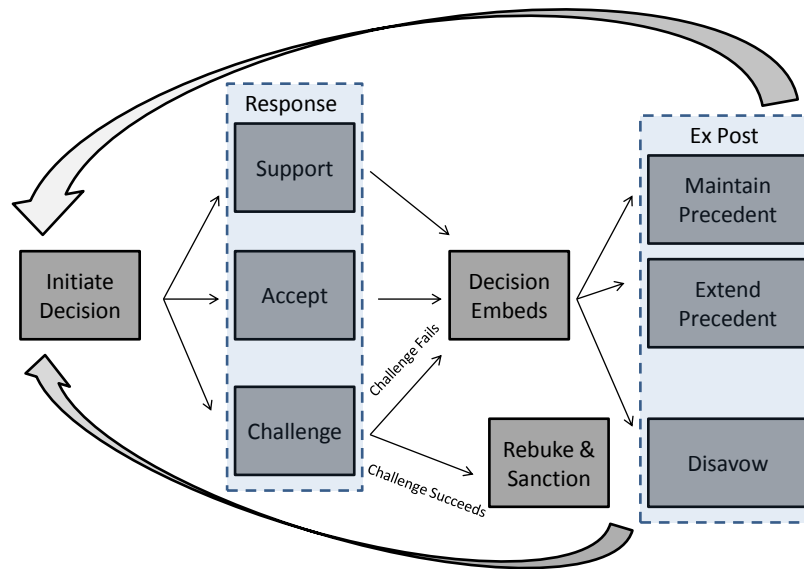 Response
Support
Accept
Challenge
Initiate
Decision
Challenge Fails
Challenge Succeeds
Decision
Embeds
Rebuke &
Sanction
Ex Post
Maintain
Precedent
Extend
Precedent
Disavow